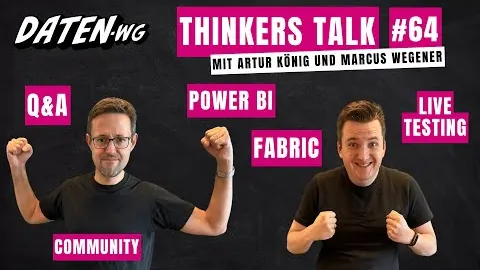 DATEN-WG
THINKERS TALK #64
MIT ARTUR KÖNIG UND MARCUS WEGENER
Q&A
POWER BI
LIVE
TESTING
FABRIC
COMMUNITY